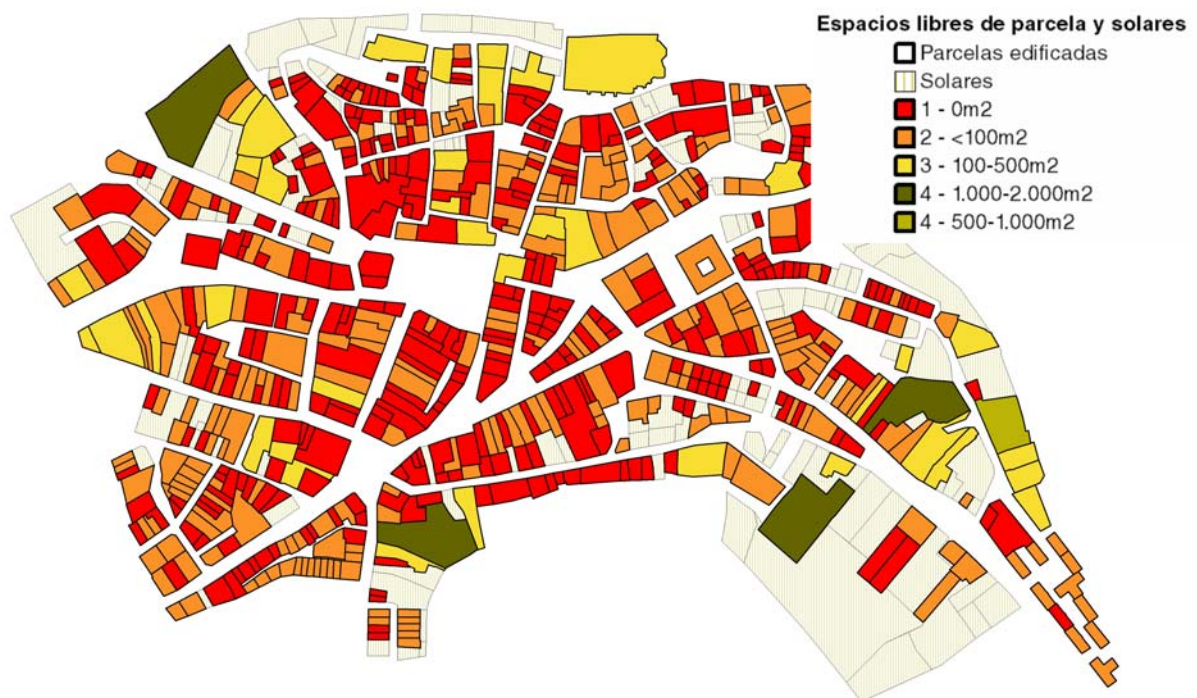 Espacios libres de parcela y solares
Parcelas edificadas
Solares
1 - 0m2
2 - <100m2
3 - 100-500m2
4 - 1.000-2.000m2
4 - 500-1.000m2